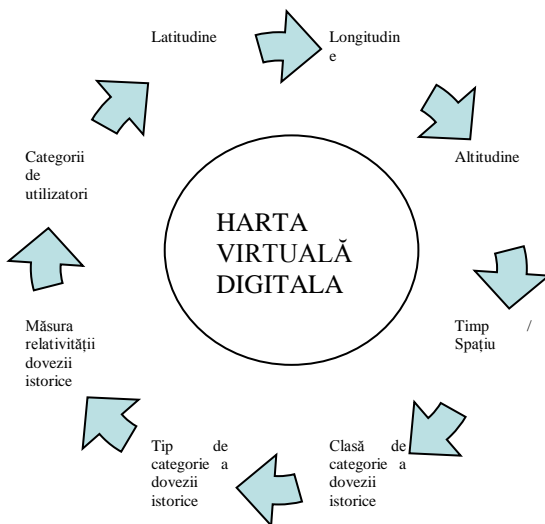 Latitudine
Longitudin
e
Altitudine
Timp /
Spațiu
Clasă de
categorie a
dovezii
istorice
Tip de
categorie a
dovezii
istorice
Măsura
relativității
dovezii
istorice
Categorii
de
utilizatori
HARTA
VIRTUALĂ
DIGITALA